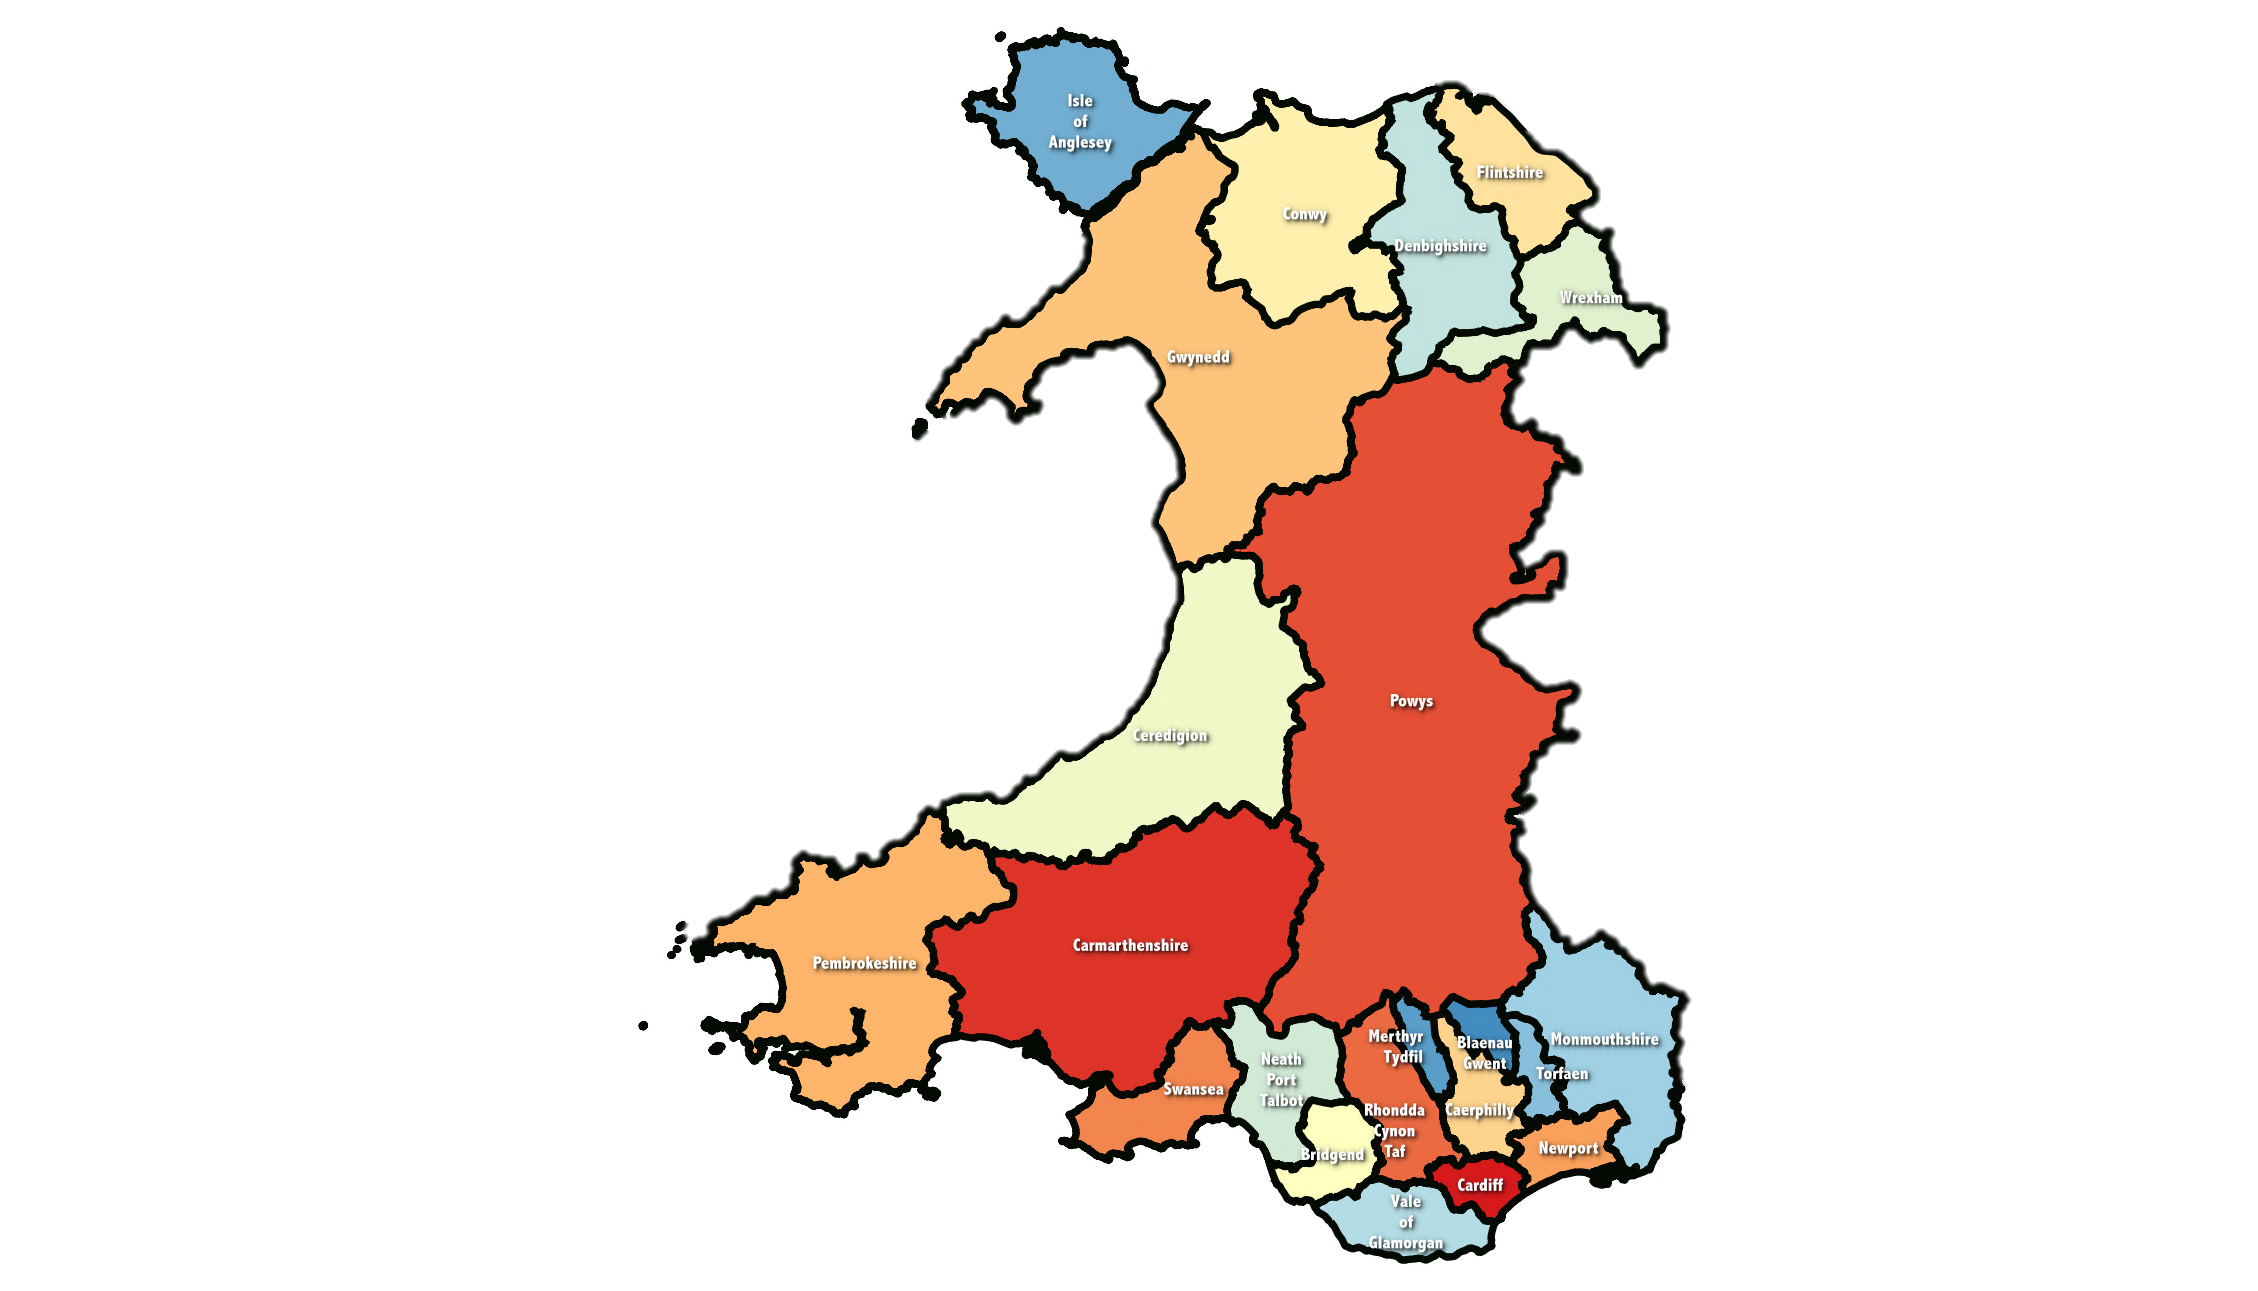 Isle
of
Anglesey
Flintshire
Conwy
Denbighshire
Wrexham
Gwynedd
Powys
Ceredigion
Carmarthenshire
Pembrokeshire
Merthyr
Tydfil
Blaenau
Gwent
Monmouthshire
Neath
Port
Talbot
Torfaen
Swansea
Rhondda
Cynon
Taf
Caerphilly
Newport
Bridgend
Cardiff
Vale
of
Glamorgan